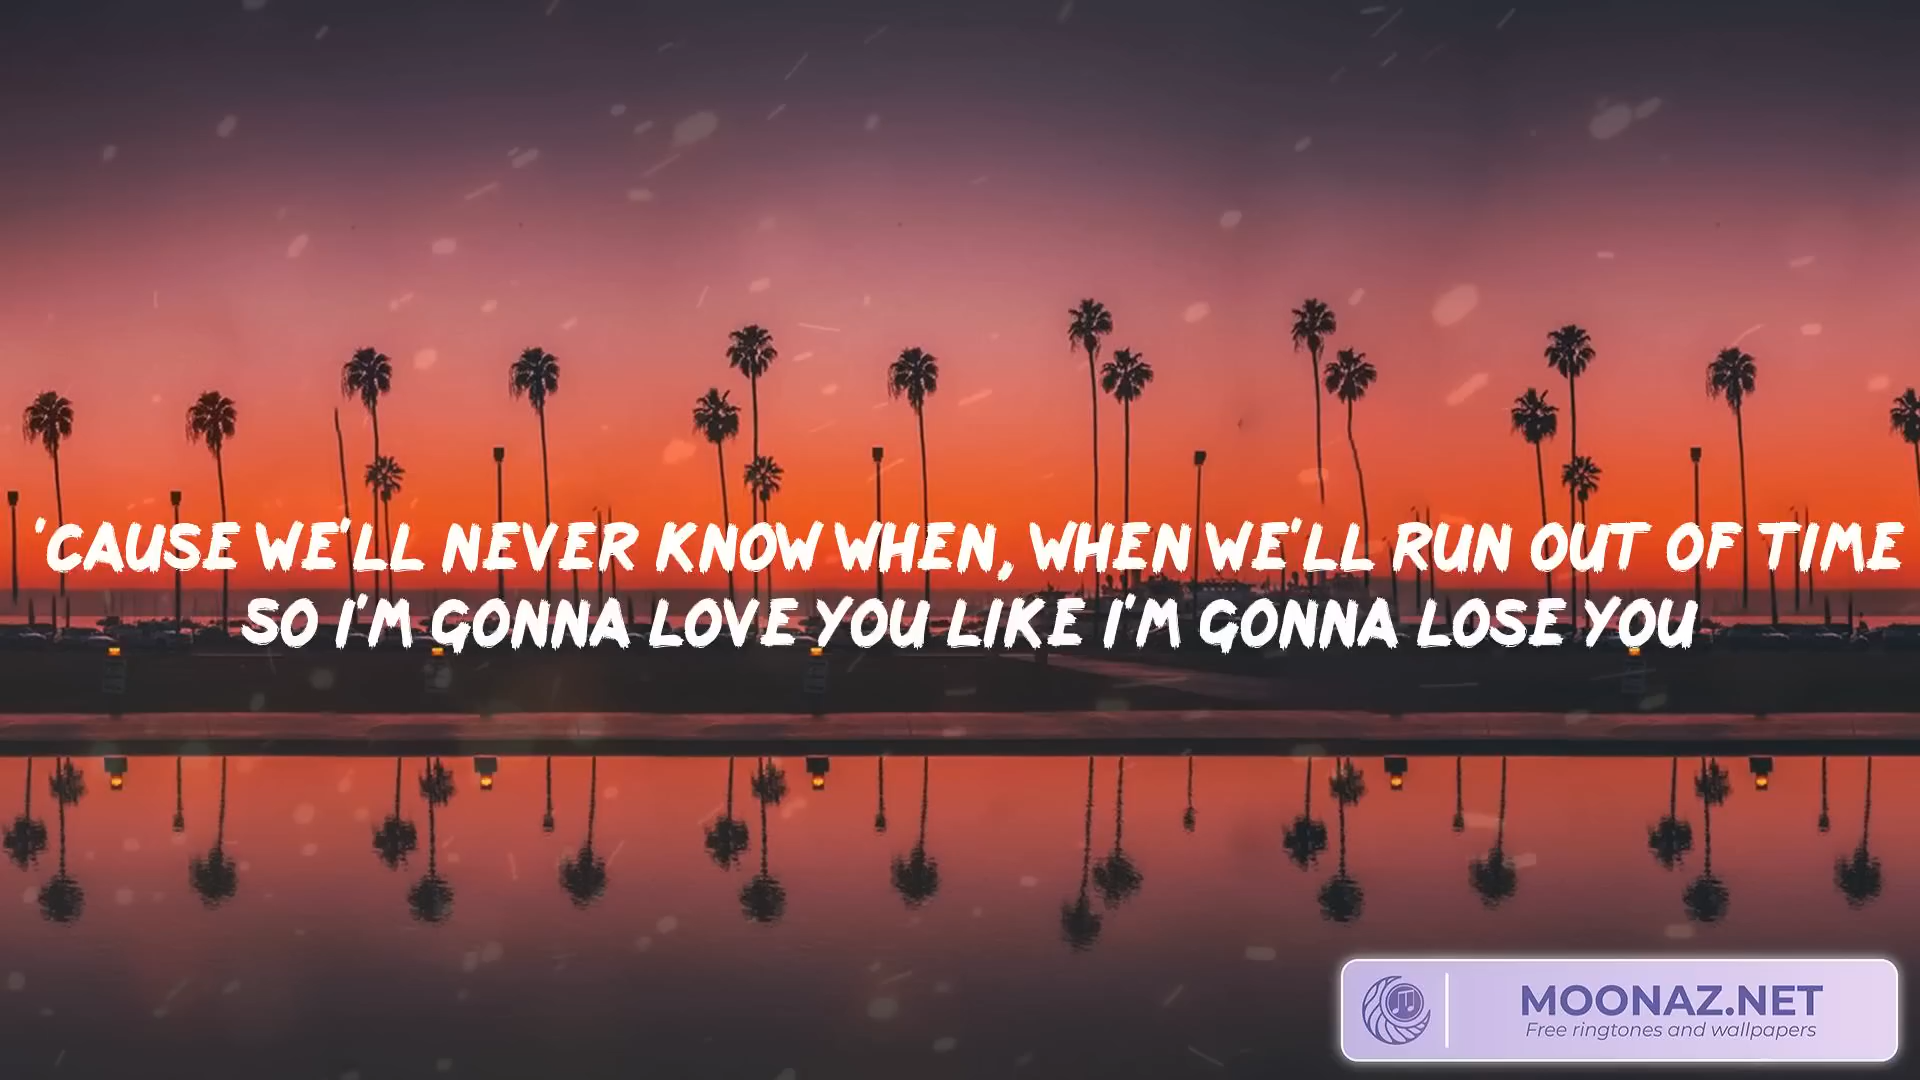 'CAUSE WE'LL NEVER KNOW WHEN, WHEN WE'LL RUN OUT OF TIME
SO I'M GONNA LOVE YOU LIKE I'M GONNA LOSE YOU
MOONAZ.NET
Free ringtones and wallpapers